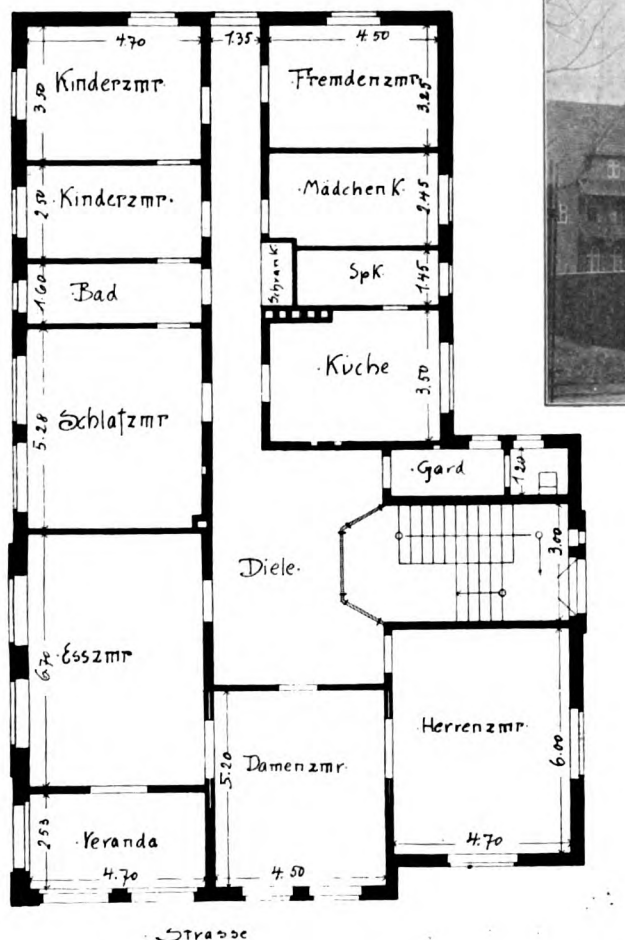 4.70
1.35
4.50
Kinderzmr.
3.50
Fremdenzmr.
3.25
Kinderzmr.
2.50
Mädchen K.
2.45
Bad
1.60
Schrank
SpK.
1.45
Schlafzmr
5.28
Küche
3.50
Gard
1.20
Diele.
3.00
Esszmr
6.70
Damenzmr.
5.20
Herrenzmr.
6.00
4.70
Veranda
2.53
4.70
4.50
Strasse